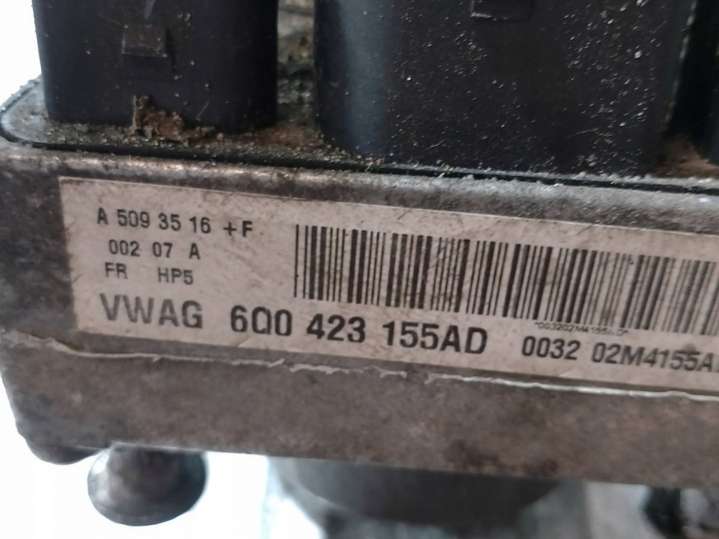 A 509 35 16 +F
002 07 A
FR HP5
VWAG 6Q0 423 155AD 0032 02M4155A